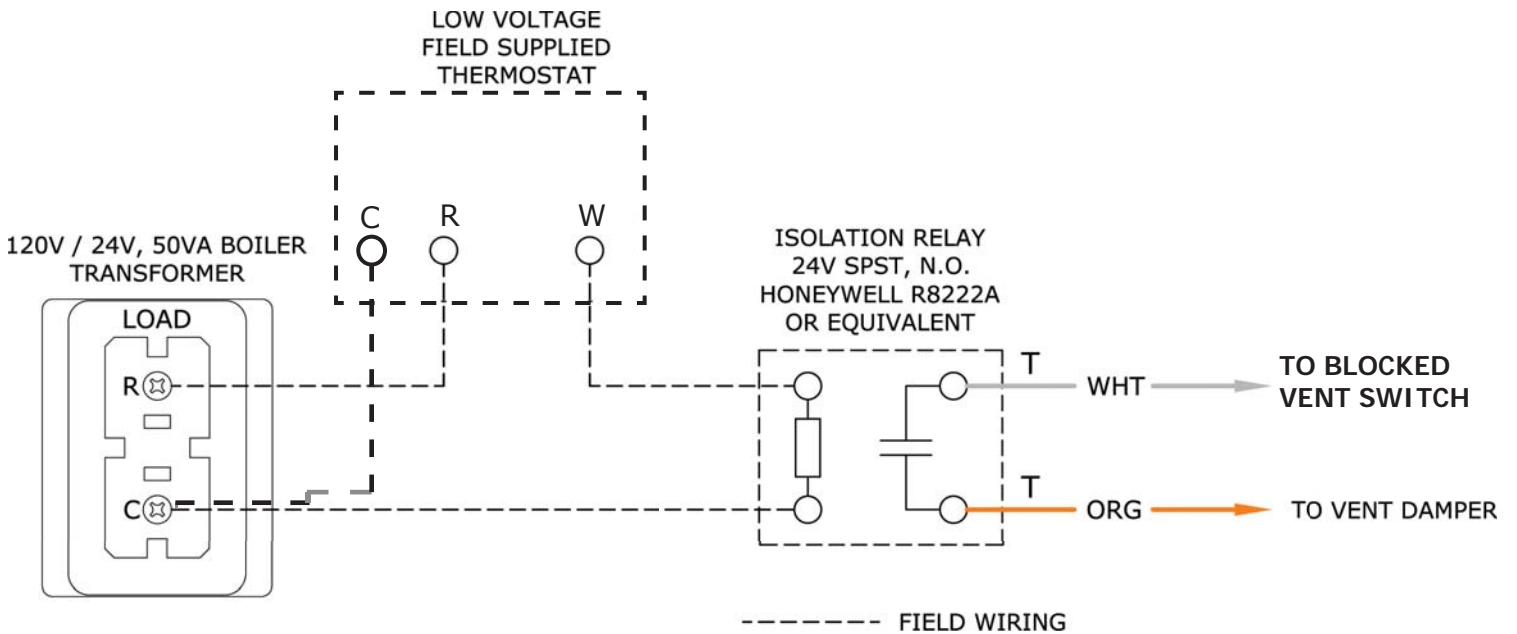 LOW VOLTAGE
FIELD SUPPLIED
THERMOSTAT
C
R
W
120V / 24V, 50VA BOILER
TRANSFORMER
LOAD
R
C
ISOLATION RELAY
24V SPST, N.O.
HONEYWELL R8222A
OR EQUIVALENT
T
WHT
TO BLOCKED
VENT SWITCH
T
ORG
TO VENT DAMPER
FIELD WIRING